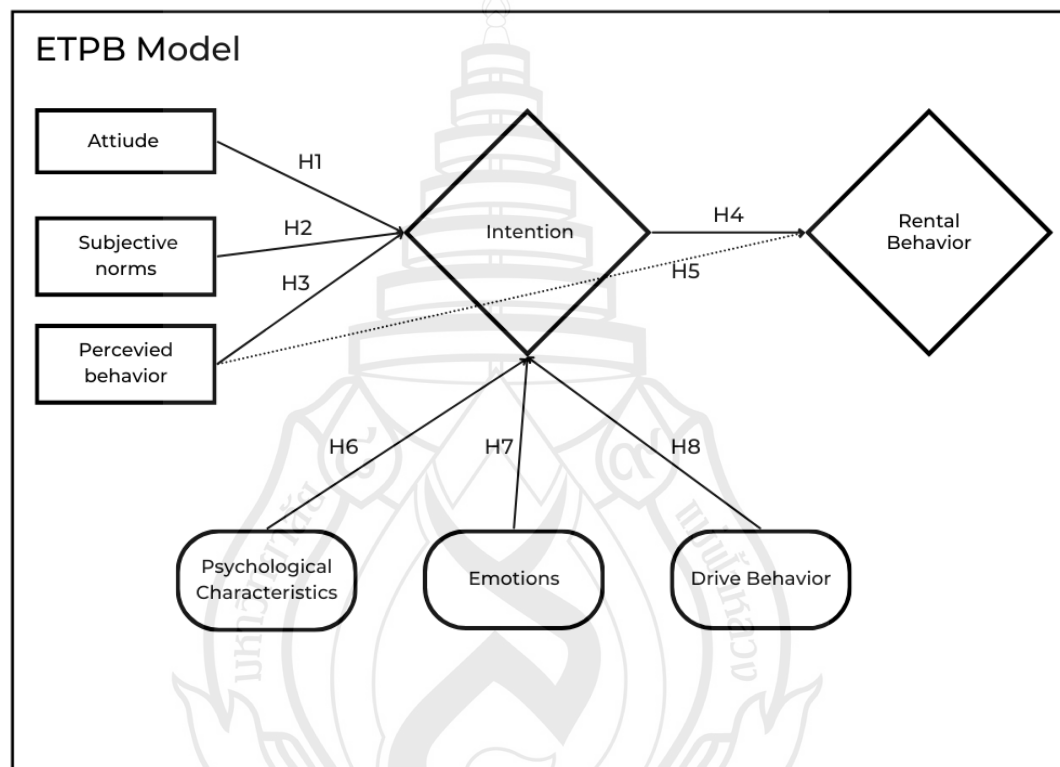 ETPB Model
Attiude
H1
Subjective
norms
H2
H3
Percevied
behavior
Intention
H4
H5
Rental
Behavior
H6
H7
H8
Psychological
Characteristics
Emotions
Drive Behavior